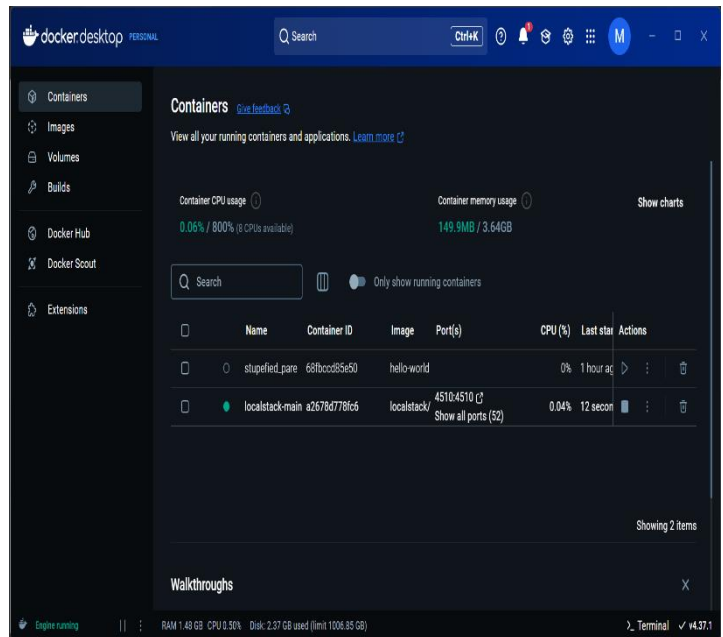 docker.desktop PERSONAL
Search
Ctrl+K
1
M
Containers
Images
Volumes
Builds
Docker Hub
Docker Scout
Extensions
Containers Give feedback
View all your running containers and applications. Learn more
Container CPU usage
0.06% / 800% (8 CPUs available)
Container memory usage
149.9MB / 3.64GB
Show charts
Search
Only show running containers
Name Container ID Image Port(s) CPU (%) Last star Actions
stupefied_pare 68fbccd85e50 hello-world 0% 1 hour ag
localstack-main a2678d778fc6 localstack/ 4510:4510 0.04% 12 secon
Show all ports (52)
Showing 2 items
Walkthroughs
Engine running
RAM 1.48 GB CPU 0.50% Disk: 2.37 GB used (limit 1006.85 GB)
>_ Terminal
v4.37.1